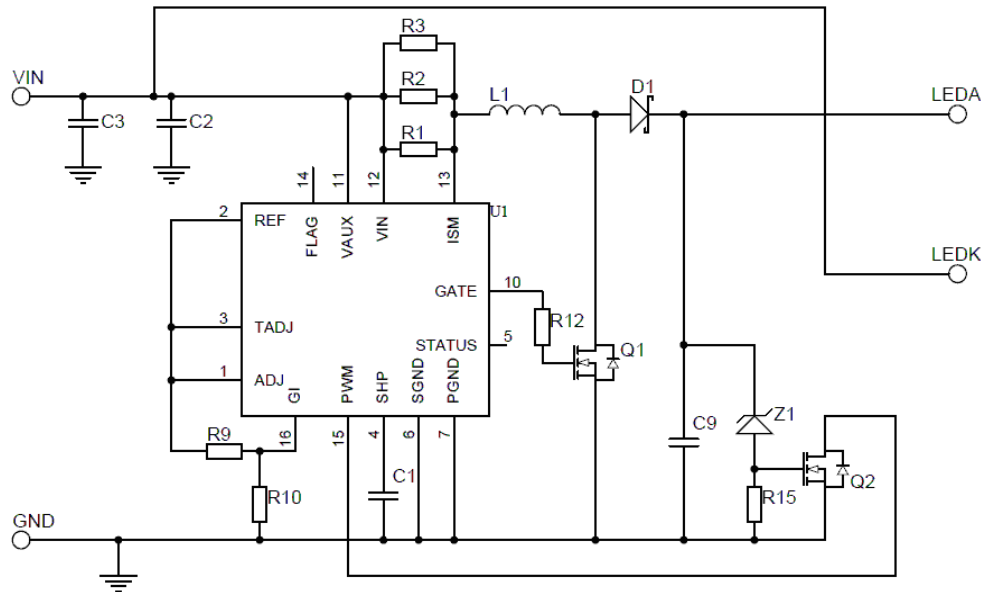 R3
VIN
R2
L1
D1
LEDA
C3
C2
R1
14
11
12
13
2
REF
FLAG
VAUX
VIN
ISM
U1
LEDK
GATE
10
3
TADJ
R12
STATUS
5
Q1
1
ADJ
GI
PWM
SHP
SGND
PGND
R9
16
15
4
6
7
C9
Z1
C1
R10
R15
Q2
GND